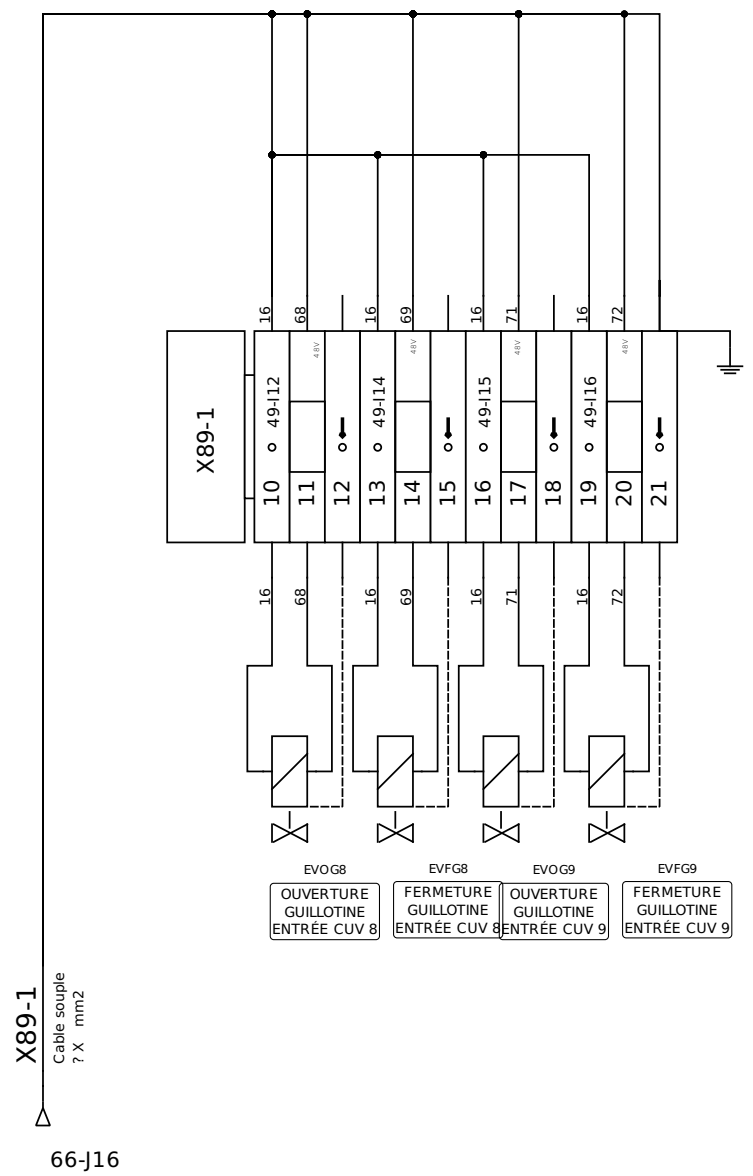 16
68
16
69
16
71
16
72
48V
48V
48V
48V
X89-1
49-I12
49-I14
49-I15
49-I16
10
11
12
13
14
15
16
17
18
19
20
21
16
68
16
69
16
71
16
72
EVOG8
EVFG8
EVOG9
EVFG9
OUVERTURE
GUILLOTINE
ENTRÉE CUV 8
FERMETURE
GUILLOTINE
ENTRÉE CUV 8
OUVERTURE
GUILLOTINE
ENTRÉE CUV 9
FERMETURE
GUILLOTINE
ENTRÉE CUV 9
X89-1
Cable souple
? X mm2
66-J16